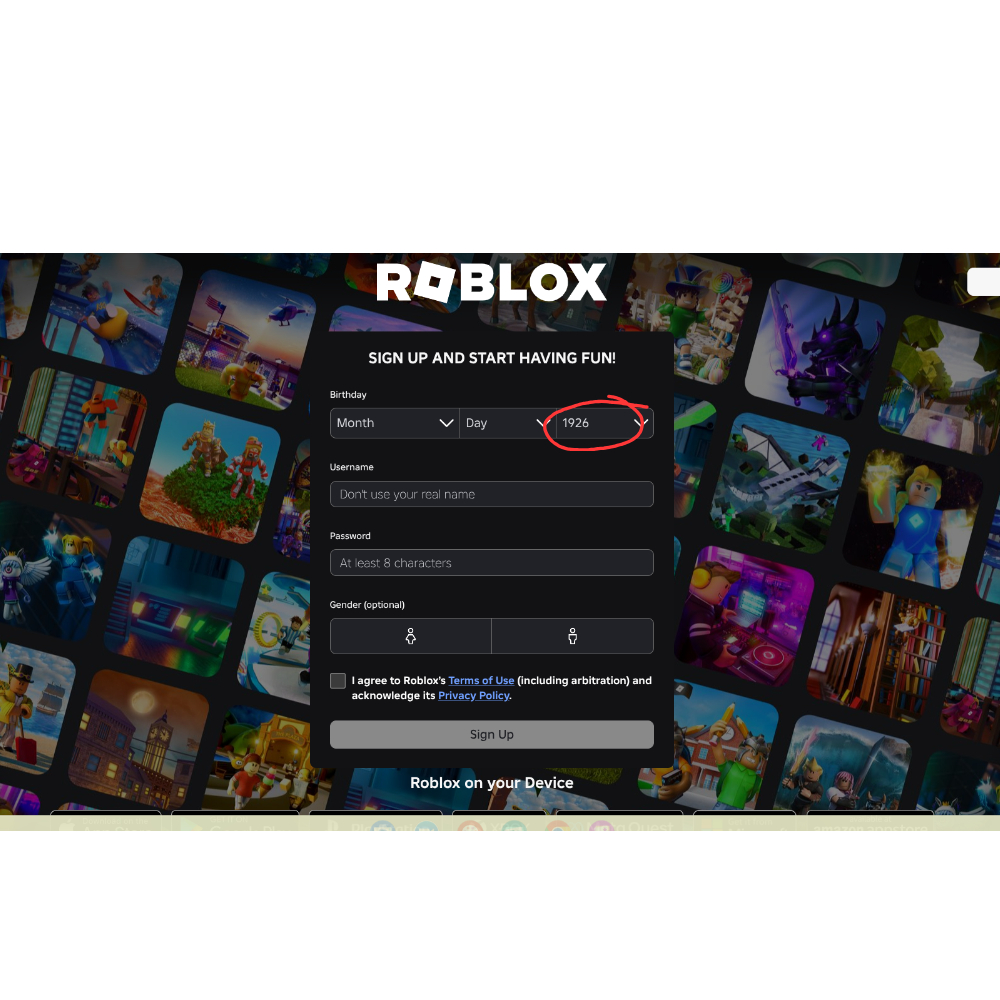 ROBLOX
SIGN UP AND START HAVING FUN!
Birthday
Month Day 1926
Username
Don't use your real name
Password
At least 8 characters
Gender (optional)
I agree to Roblox's Terms of Use (including arbitration) and
acknowledge its Privacy Policy.
Sign Up
Roblox on your Device